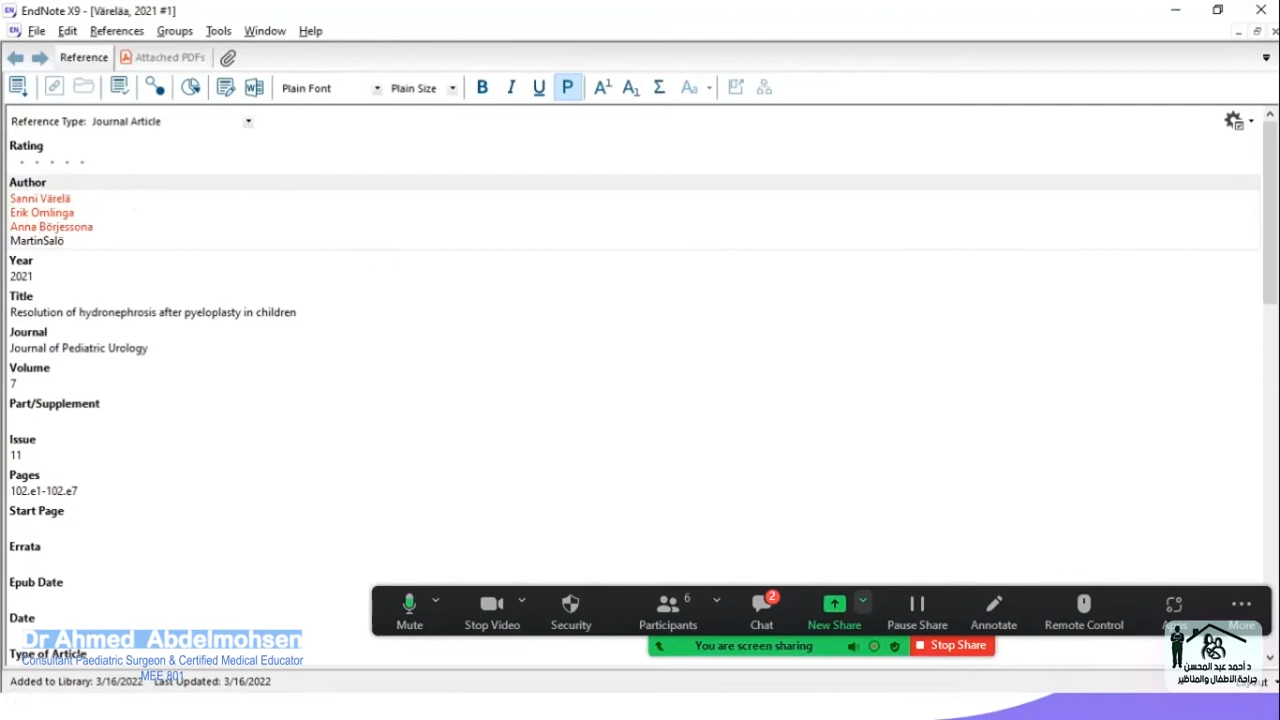 EndNote X9 - [Väreläa, 2021 #1]
File Edit References Groups Tools Window Help
Reference Attached PDFs
Plain Font Plain Size B I U P A¹ A₁ Σ Aa
Reference Type: Journal Article
Rating
Author
Sanni Värelä
Erik Omlinga
Anna Börjessona
MartinSalö
Year
2021
Title
Resolution of hydronephrosis after pyeloplasty in children
Journal
Journal of Pediatric Urology
Volume
7
Part/Supplement
Issue
11
Pages
102.e1-102.e7
Start Page
Errata
Epub Date
Date
Type of Article
6 2
Mute Stop Video Security Participants Chat New Share Pause Share Annotate Remote Control Apps More
You are screen sharing Stop Share
Dr Ahmed Abdelmohsen
Consultant Paediatric Surgeon & Certified Medical Educator
MEE 801
Added to Library: 3/16/2022 Last Updated: 3/16/2022
د أحمد عبد المحسن
جراحة الأطفال والمناظير